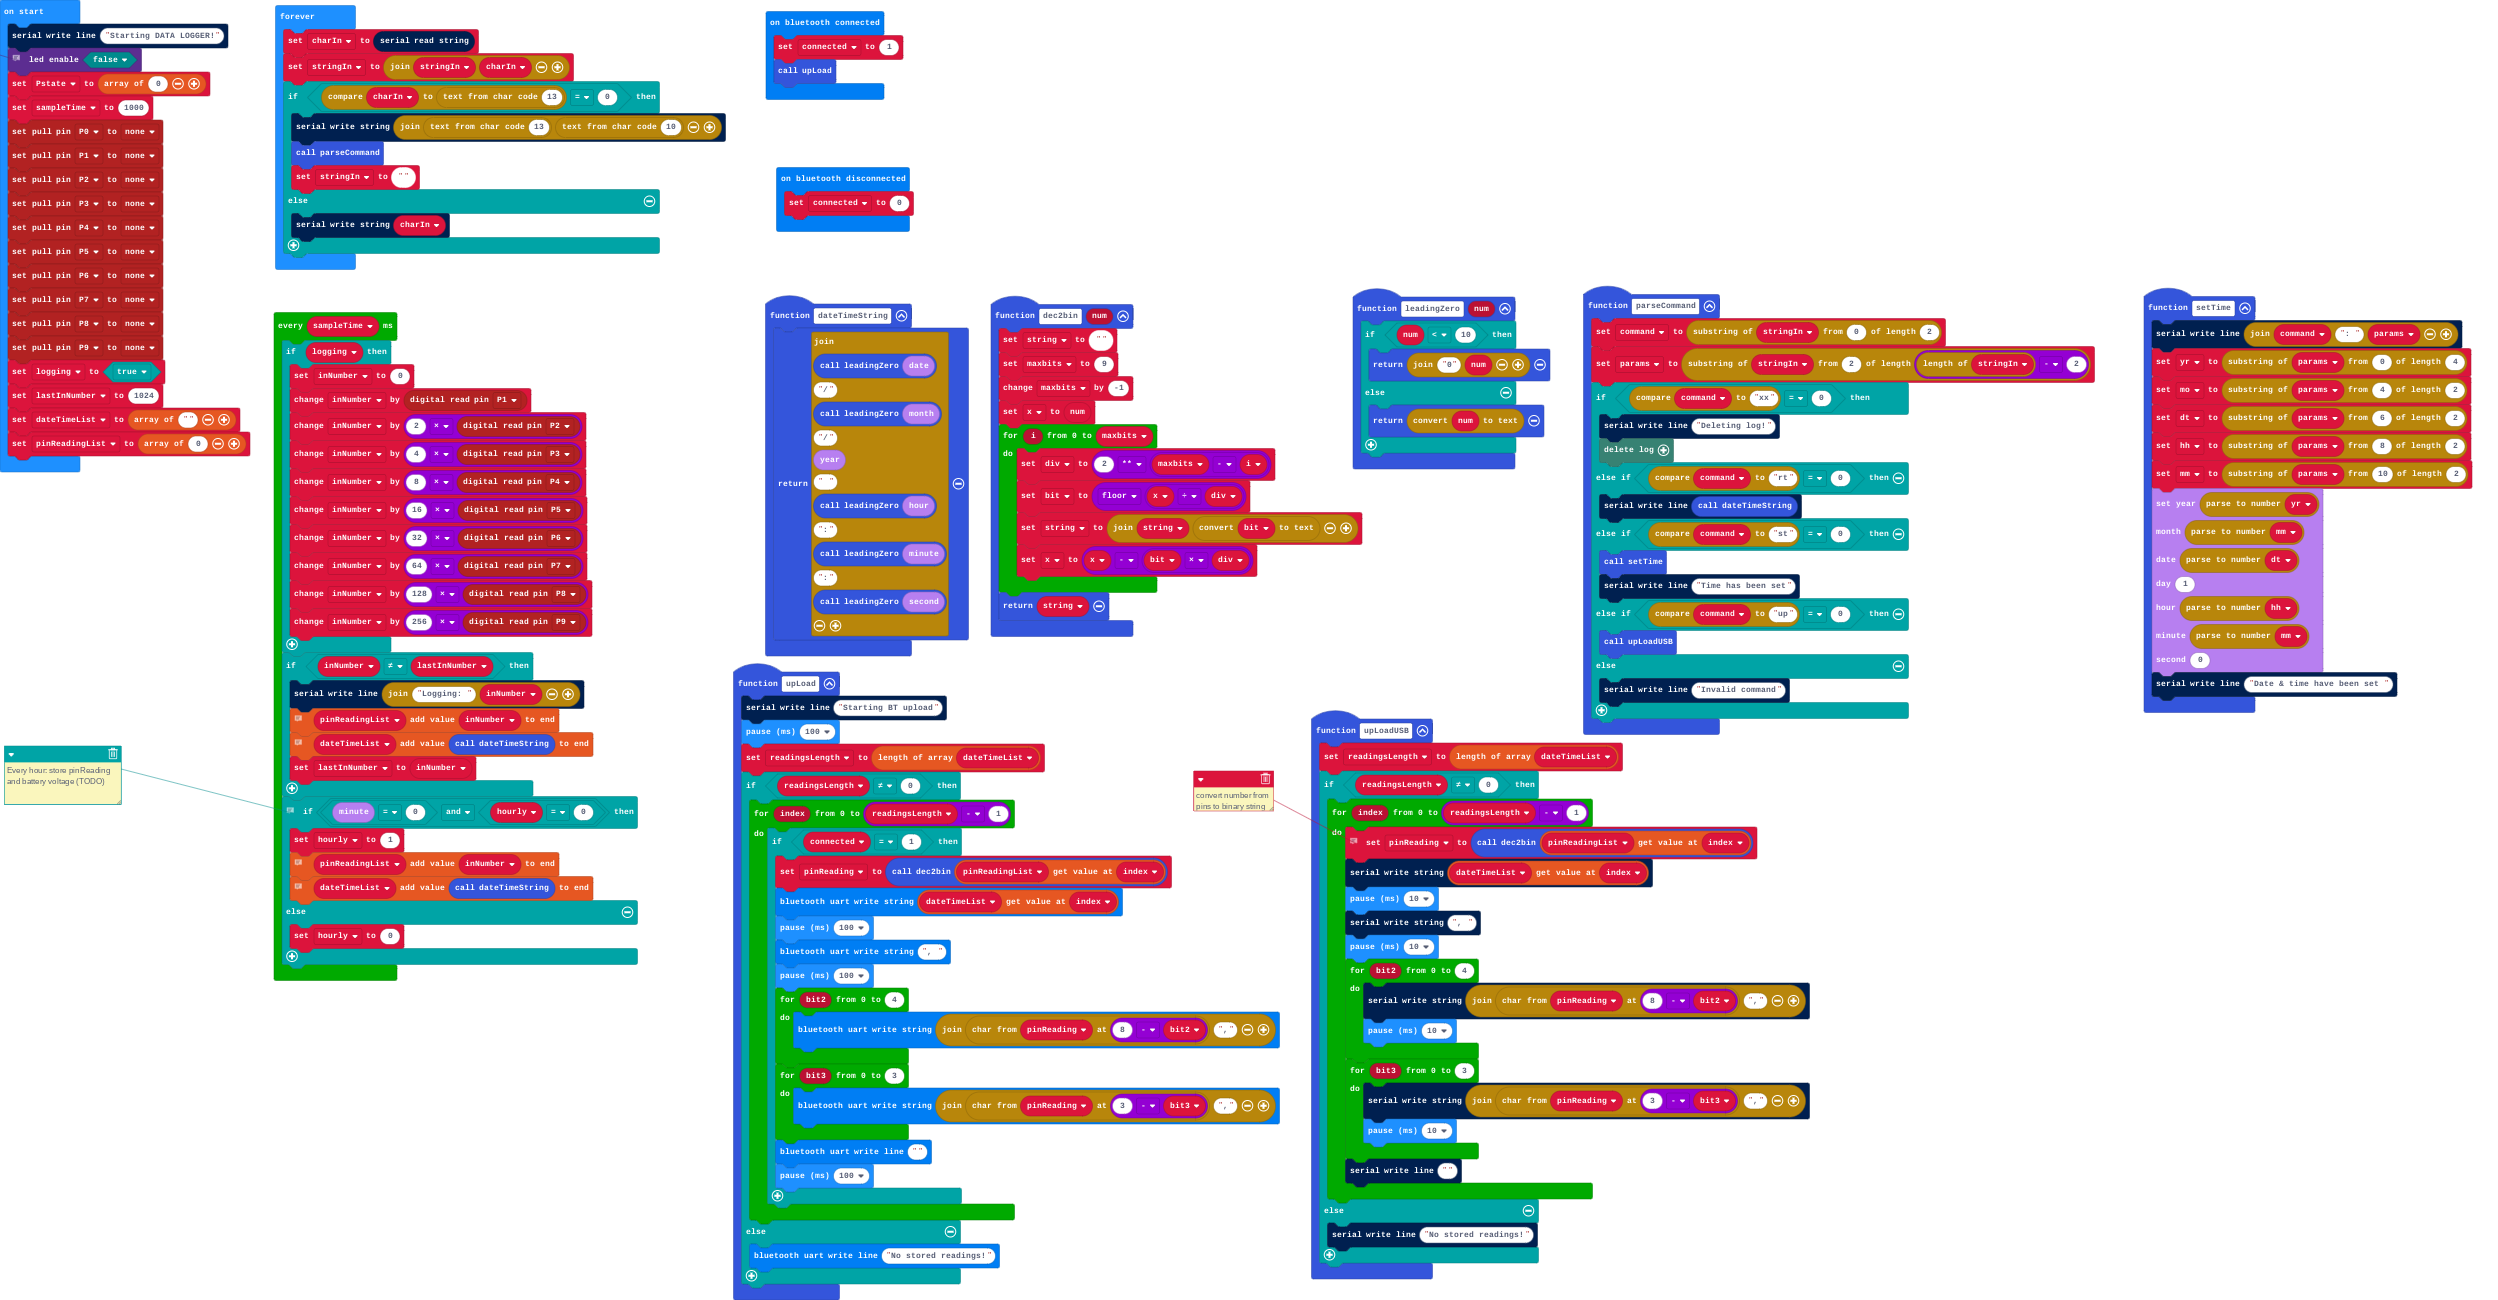 on start
serial write line "Starting DATA LOGGER!"
led enable false
set Pstate to array of 0
set sampleTime to 1000
set pull pin P0 to none
set pull pin P1 to none
set pull pin P2 to none
set pull pin P3 to none
set pull pin P4 to none
set pull pin P5 to none
set pull pin P6 to none
set pull pin P7 to none
set pull pin P8 to none
set pull pin P9 to none
set logging to true
set lastInNumber to 1024
set dateTimeList to array of ""
set pinReadingList to array of 0
forever
set charIn to serial read string
set stringIn to join stringIn charIn
if compare charIn to text from char code 13 = 0 then
serial write string join text from char code 13 text from char code 10
call parseCommand
set stringIn to ""
else
serial write string charIn
on bluetooth connected
set connected to 1
call upLoad
on bluetooth disconnected
set connected to 0
every sampleTime ms
if logging then
set inNumber to 0
change inNumber by digital read pin P1
change inNumber by 2 × digital read pin P2
change inNumber by 4 × digital read pin P3
change inNumber by 8 × digital read pin P4
change inNumber by 16 × digital read pin P5
change inNumber by 32 × digital read pin P6
change inNumber by 64 × digital read pin P7
change inNumber by 128 × digital read pin P8
change inNumber by 256 × digital read pin P9
if inNumber ≠ lastInNumber then
serial write line join "Logging: " inNumber
pinReadingList add value inNumber to end
dateTimeList add value call dateTimeString to end
set lastInNumber to inNumber
if minute = 0 and hourly = 0 then
set hourly to 1
pinReadingList add value inNumber to end
dateTimeList add value call dateTimeString to end
else
set hourly to 0
Every hour: store pinReading
and battery voltage (TODO)
function dateTimeString
return join
call leadingZero date
"/"
call leadingZero month
"/"
year
" "
call leadingZero hour
":"
call leadingZero minute
":"
call leadingZero second
function dec2bin num
set string to ""
set maxbits to 9
change maxbits by -1
set x to num
for i from 0 to maxbits
do
set div to 2 ** maxbits - i
set bit to floor x ÷ div
set string to join string convert bit to text
set x to x - bit × div
return string
function leadingZero num
if num < 10 then
return join "0" num
else
return convert num to text
function parseCommand
set command to substring of stringIn from 0 of length 2
set params to substring of stringIn from 2 of length length of stringIn - 2
if compare command to "xx" = 0 then
serial write line "Deleting log!"
delete log
else if compare command to "rt" = 0 then
serial write line call dateTimeString
else if compare command to "st" = 0 then
call setTime
serial write line "Time has been set"
else if compare command to "up" = 0 then
call upLoadUSB
else
serial write line "Invalid command"
function setTime
serial write line join command ": " params
set yr to substring of params from 0 of length 4
set mo to substring of params from 4 of length 2
set dt to substring of params from 6 of length 2
set hh to substring of params from 8 of length 2
set mm to substring of params from 10 of length 2
set year parse to number yr
month parse to number mm
date parse to number dt
day 1
hour parse to number hh
minute parse to number mm
second 0
serial write line "Date & time have been set "
function upLoad
serial write line "Starting BT upload"
pause (ms) 100
set readingsLength to length of array dateTimeList
if readingsLength ≠ 0 then
for index from 0 to readingsLength - 1
do
if connected = 1 then
set pinReading to call dec2bin pinReadingList get value at index
bluetooth uart write string dateTimeList get value at index
pause (ms) 100
bluetooth uart write string ", "
pause (ms) 100
for bit2 from 0 to 4
do
bluetooth uart write string join char from pinReading at 8 - bit2 ","
for bit3 from 0 to 3
do
bluetooth uart write string join char from pinReading at 3 - bit3 ","
bluetooth uart write line ""
pause (ms) 100
else
bluetooth uart write line "No stored readings!"
convert number from
pins to binary string
function upLoadUSB
set readingsLength to length of array dateTimeList
if readingsLength ≠ 0 then
for index from 0 to readingsLength - 1
do
set pinReading to call dec2bin pinReadingList get value at index
serial write string dateTimeList get value at index
pause (ms) 10
serial write string ", "
pause (ms) 10
for bit2 from 0 to 4
do
serial write string join char from pinReading at 8 - bit2 ","
pause (ms) 10
for bit3 from 0 to 3
do
serial write string join char from pinReading at 3 - bit3 ","
pause (ms) 10
serial write line ""
else
serial write line "No stored readings!"